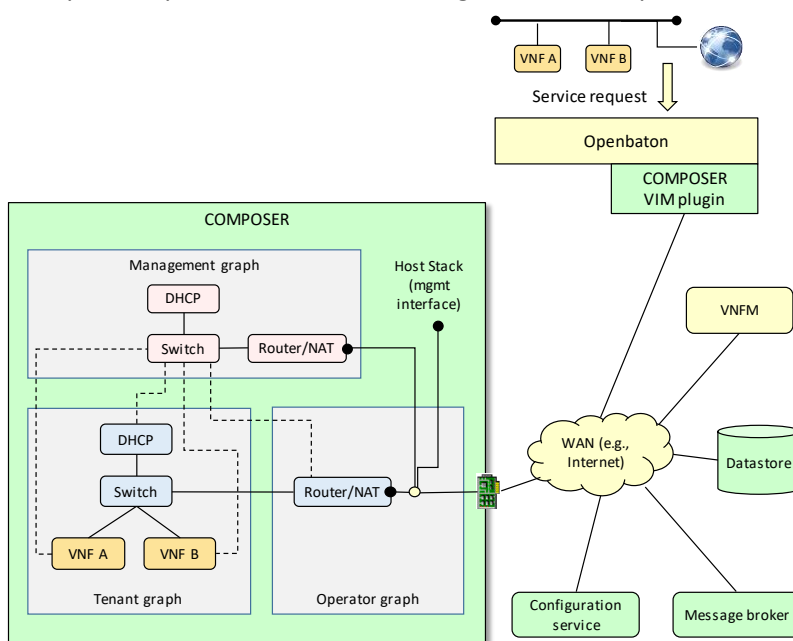 VNF A
VNF B
Service request
Openbaton
COMPOSER
VIM plugin
COMPOSER
Management graph
DHCP
Switch
Router/NAT
Host Stack
(mgmt
interface)
VNFM
DHCP
Switch
Router/NAT
VNF A
VNF B
Tenant graph
Operator graph
WAN (e.g.,
Internet)
Datastore
Configuration
service
Message broker